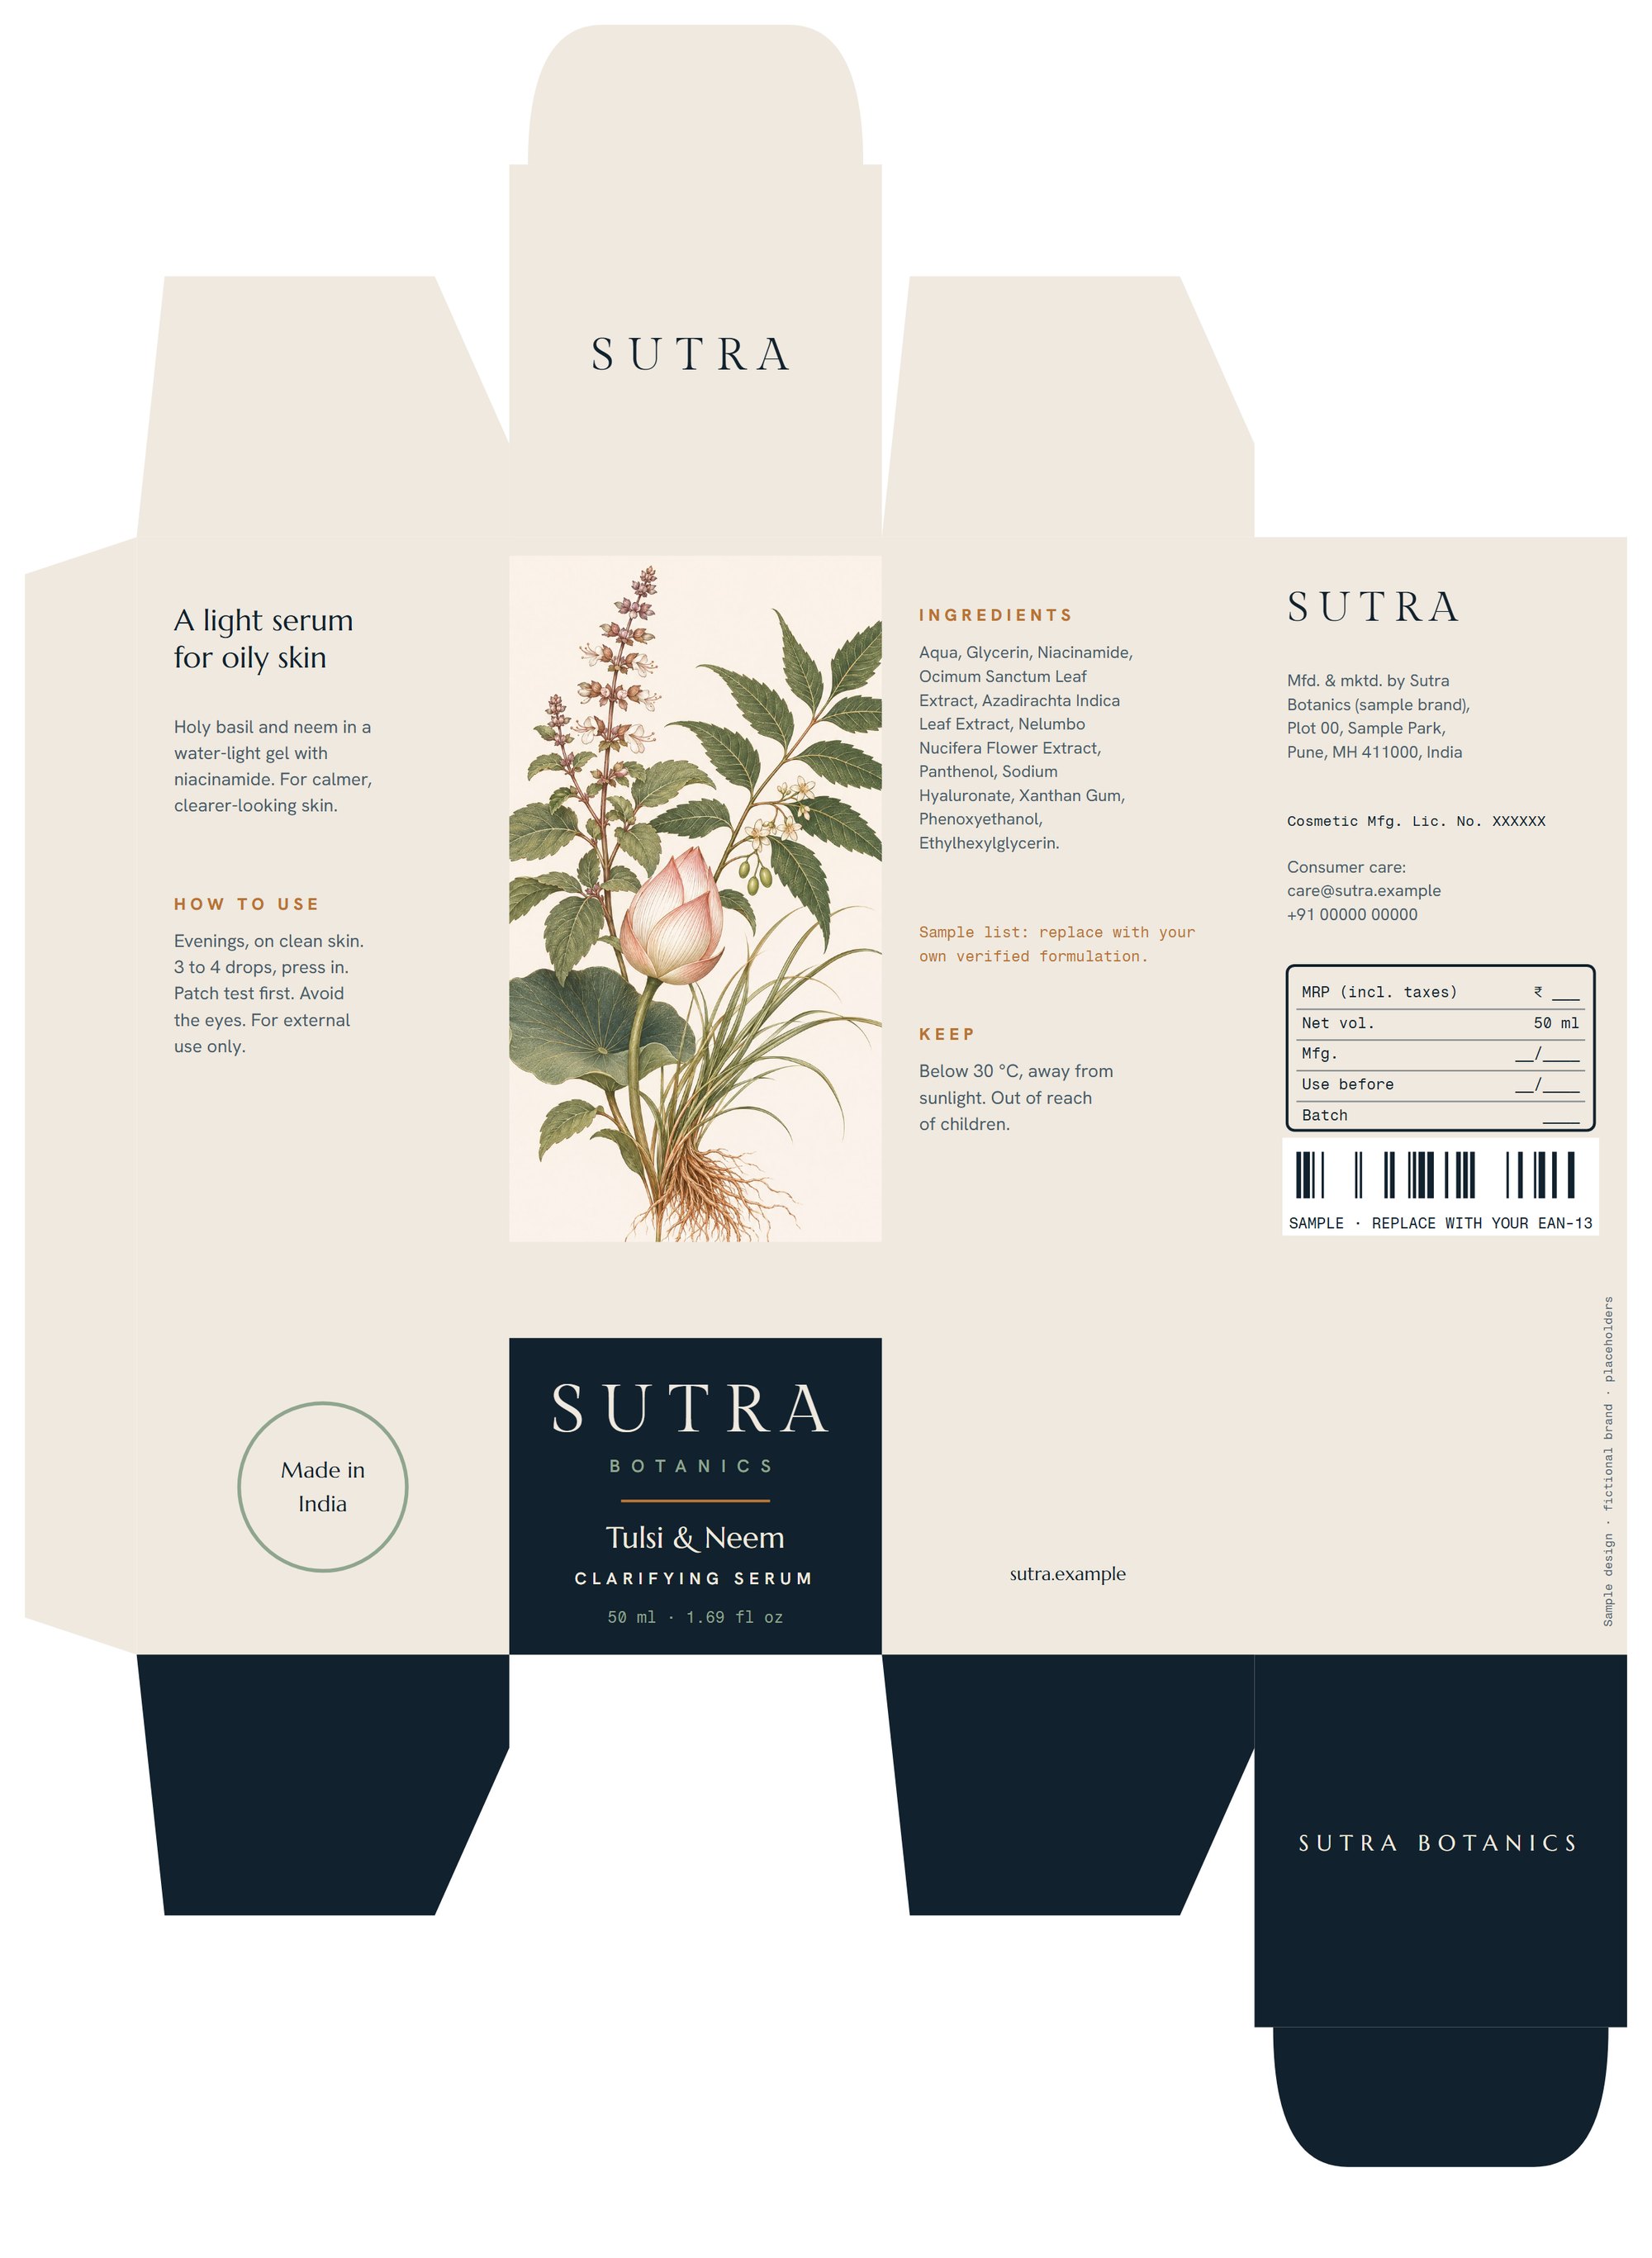 SUTRA
A light serum
for oily skin
Holy basil and neem in a
water-light gel with
niacinamide. For calmer,
clearer-looking skin.
HOW TO USE
Evenings, on clean skin.
3 to 4 drops, press in.
Patch test first. Avoid
the eyes. For external
use only.
Made in
India
SUTRA
BOTANICS
Tulsi & Neem
CLARIFYING SERUM
50 ml · 1.69 fl oz
INGREDIENTS
Aqua, Glycerin, Niacinamide,
Ocimum Sanctum Leaf
Extract, Azadirachta Indica
Leaf Extract, Nelumbo
Nucifera Flower Extract,
Panthenol, Sodium
Hyaluronate, Xanthan Gum,
Phenoxyethanol,
Ethylhexylglycerin.
Sample list: replace with your
own verified formulation.
KEEP
Below 30 °C, away from
sunlight. Out of reach
of children.
sutra.example
SUTRA
Mfd. & mktd. by Sutra
Botanics (sample brand),
Plot 00, Sample Park,
Pune, MH 411000, India
Cosmetic Mfg. Lic. No. XXXXXX
Consumer care:
care@sutra.example
+91 00000 00000
MRP (incl. taxes) ₹ ___
Net vol. 50 ml
Mfg. __/____
Use before __/____
Batch ____
SAMPLE · REPLACE WITH YOUR EAN-13
Sample design · fictional brand · placeholders
SUTRA BOTANICS